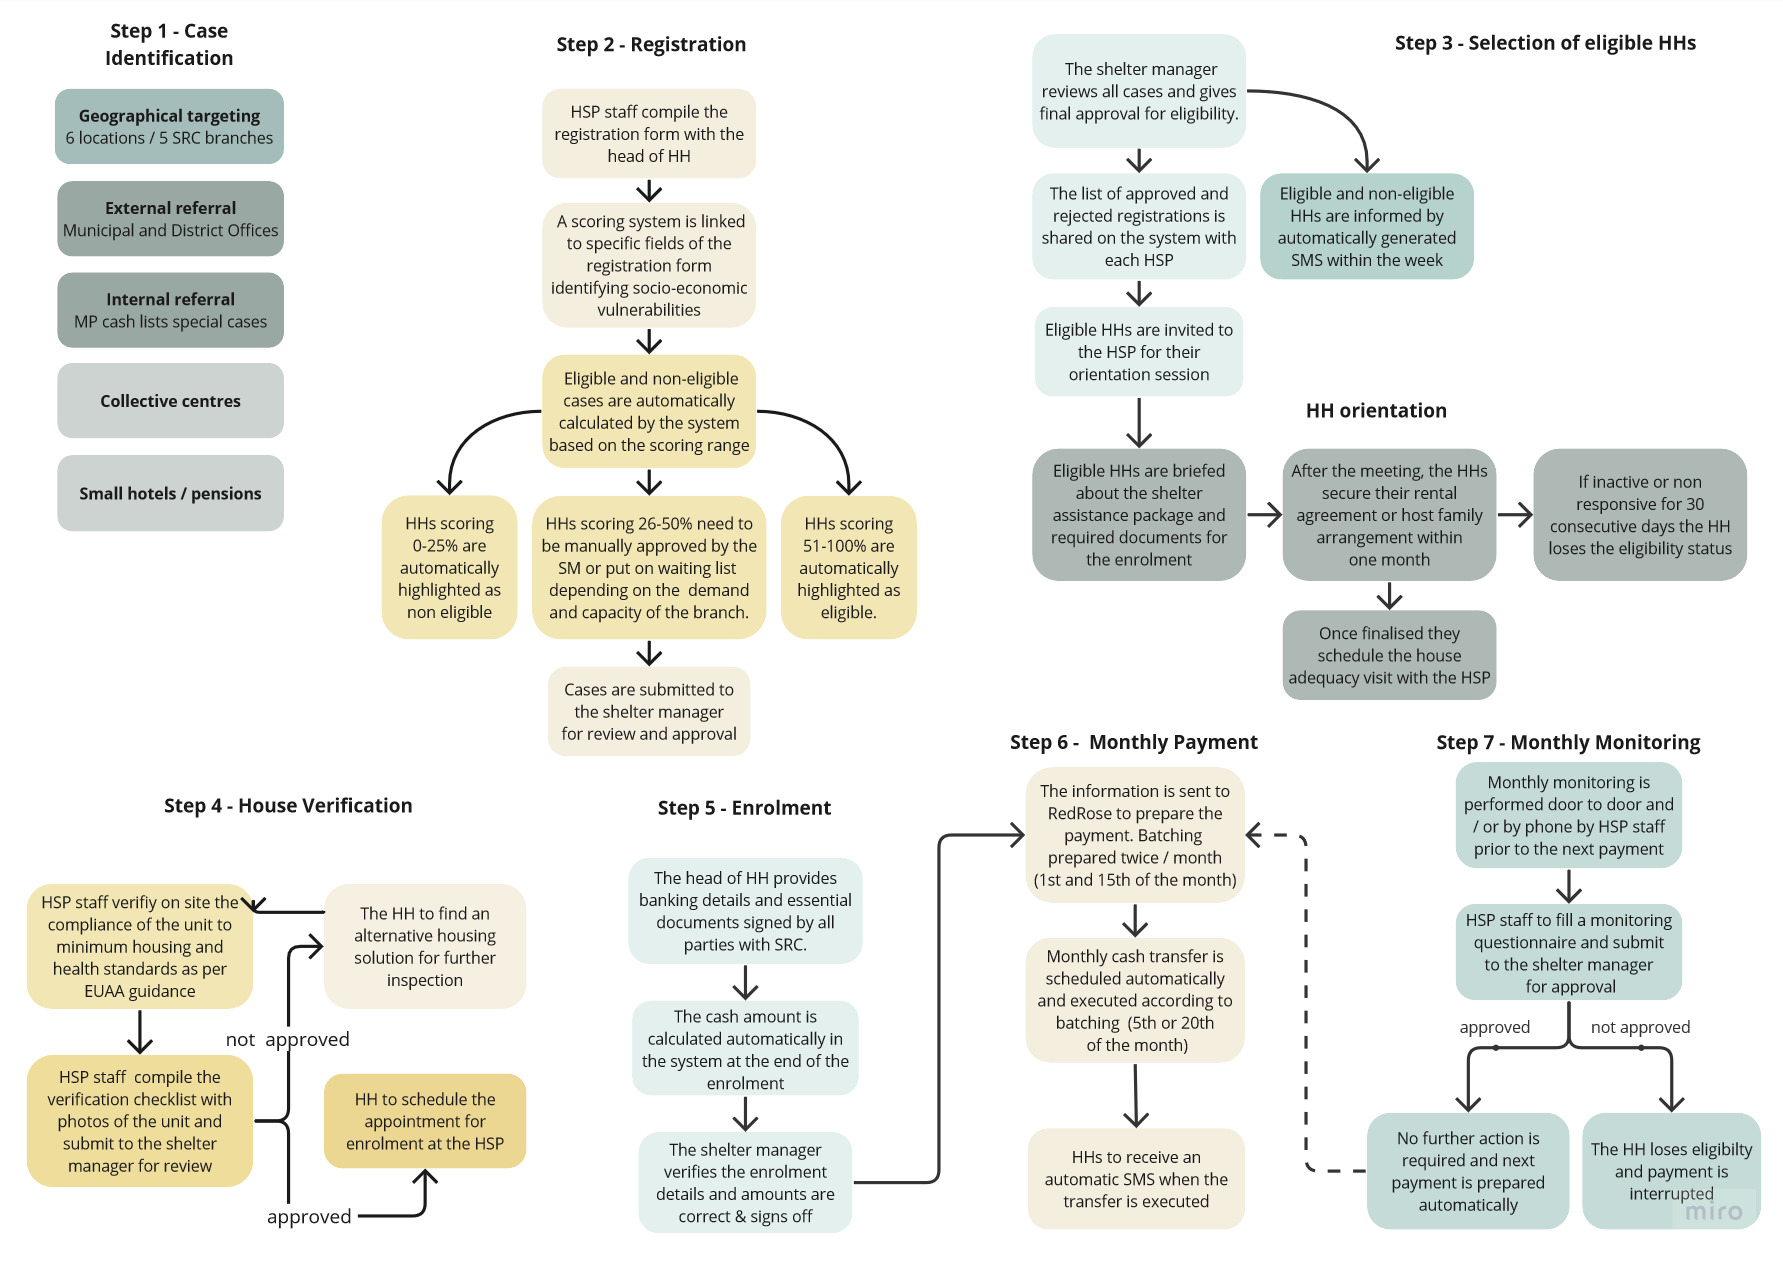 Step 1 - Case
Identification
Geographical targeting
6 locations / 5 SRC branches
External referral
Municipal and District Offices
Internal referral
MP cash lists special cases
Collective centres
Small hotels / pensions
Step 2 - Registration
HSP staff compile the
registration form with the
head of HH
A scoring system is linked
to specific fields of the
registration form
identifying socio-economic
vulnerabilities
Eligible and non-eligible
cases are automatically
calculated by the system
based on the scoring range
HHs scoring
0-25% are
automatically
highlighted as
non eligible
HHs scoring 26-50% need to
be manually approved by the
SM or put on waiting list
depending on the  demand
and capacity of the branch.
HHs scoring
51-100% are
automatically
highlighted as
eligible.
Cases are submitted to
the shelter manager
for review and approval
Step 3 - Selection of eligible HHs
The shelter manager
reviews all cases and gives
final approval for eligibility.
The list of approved and
rejected registrations is
shared on the system with
each HSP
Eligible and non-eligible
HHs are informed by
automatically generated
SMS within the week
Eligible HHs are invited to
the HSP for their
orientation session
HH orientation
Eligible HHs are briefed
about the shelter
assistance package and
required documents for
the enrolment
After the meeting, the HHs
secure their rental
agreement or host family
arrangement within
one month
If inactive or non
responsive for 30
consecutive days the HH
loses the eligibility status
Once finalised they
schedule the house
adequacy visit with the HSP
Step 4 - House Verification
HSP staff verifiy on site the
compliance of the unit to
minimum housing and
health standards as per
EUAA guidance
The HH to find an
alternative housing
solution for further
inspection
not  approved
HSP staff  compile the
verification checklist with
photos of the unit and
submit to the shelter
manager for review
HH to schedule the
appointment for
enrolment at the HSP
approved
Step 5 - Enrolment
The head of HH provides
banking details and essential
documents signed by all
parties with SRC.
The cash amount is
calculated automatically in
the system at the end of the
enrolment
The shelter manager
verifies the enrolment
details and amounts are
correct & signs off
Step 6 -  Monthly Payment
The information is sent to
RedRose to prepare the
payment. Batching
prepared twice / month
(1st and 15th of the month)
Monthly cash transfer is
scheduled automatically
and executed according to
batching  (5th or 20th
of the month)
HHs to receive an
automatic SMS when the
transfer is executed
Step 7 - Monthly Monitoring
Monthly monitoring is
performed door to door and
/ or by phone by HSP staff
prior to the next payment
HSP staff to fill a monitoring
questionnaire and submit
to the shelter manager
for approval
approved
not approved
No further action is
required and next
payment is prepared
automatically
The HH loses eligibilty
and payment is
interrupted
miro